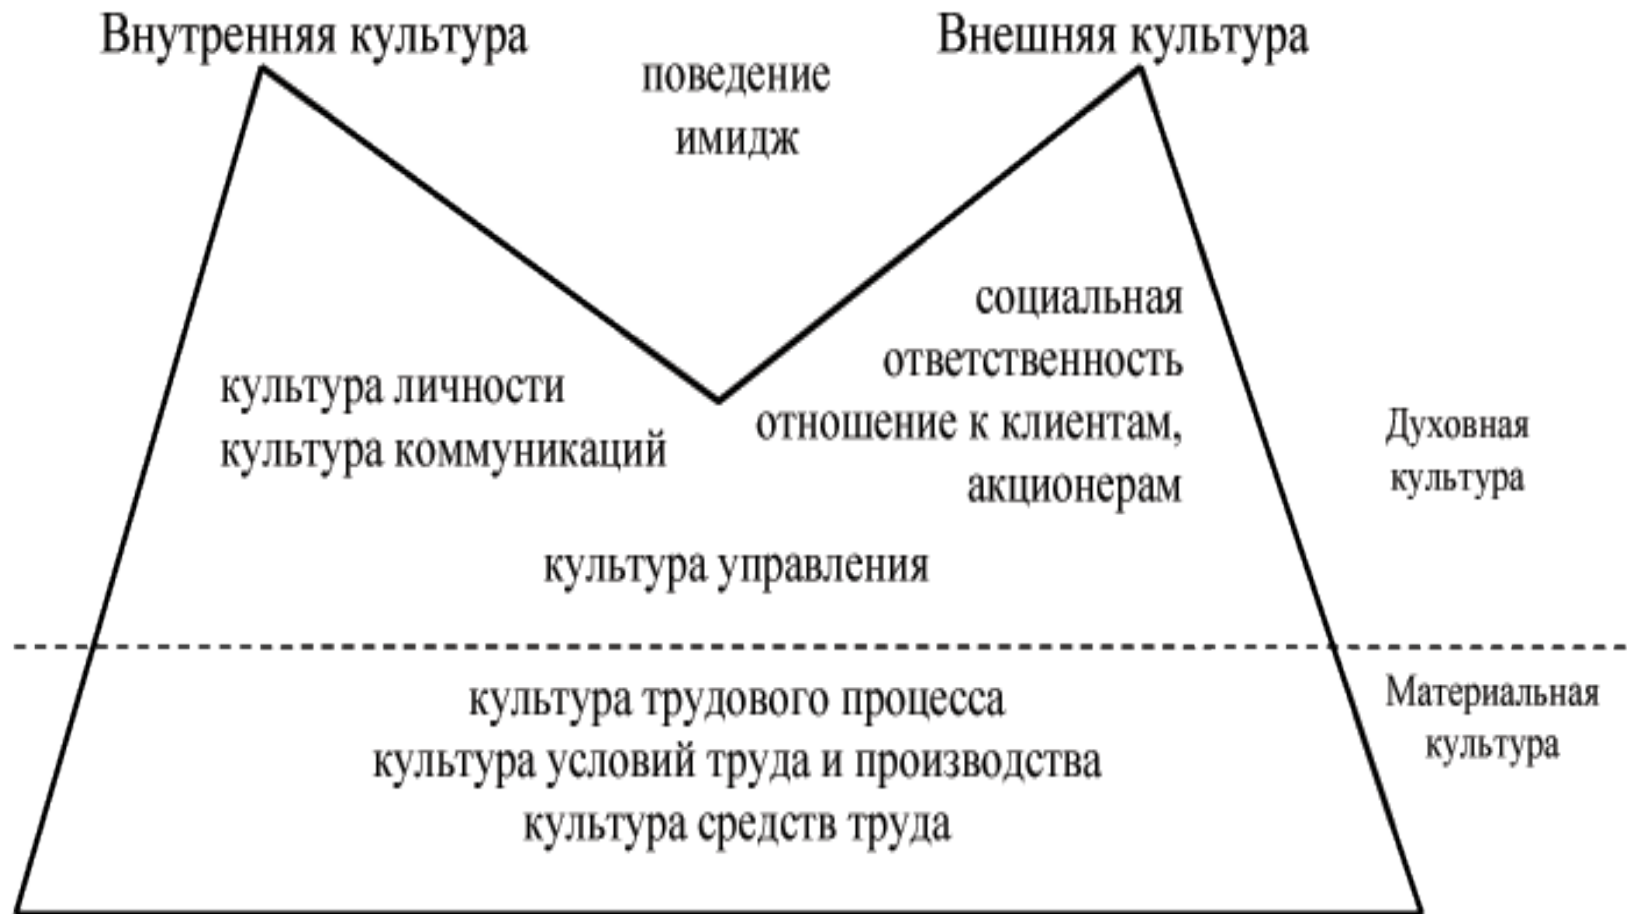 Внутренняя культура
Внешняя культура
поведение
имидж
социальная
ответственность
отношение к клиентам,
акционерам
культура личности
культура коммуникаций
Духовная
культура
культура управления
культура трудового процесса
культура условий труда и производства
культура средств труда
Материальная
культура